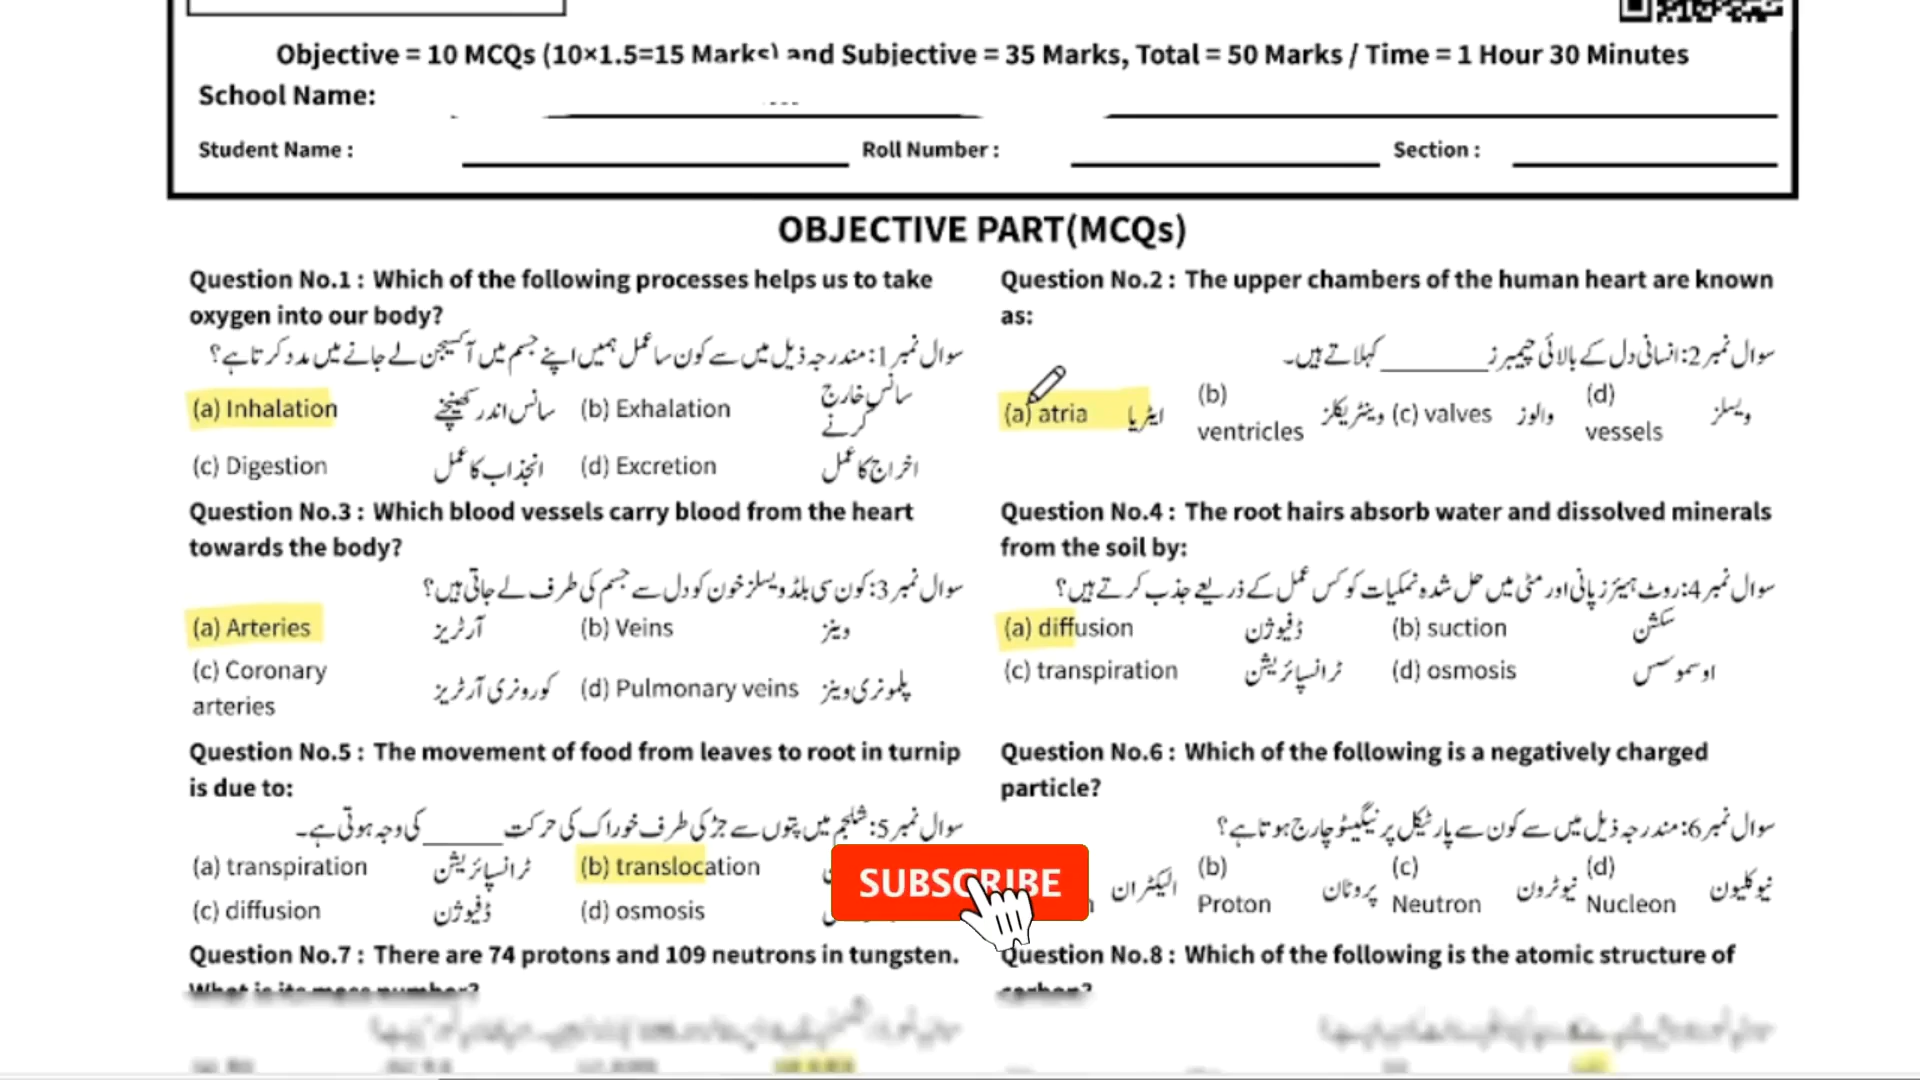 Objective = 10 MCQs (10×1.5=15 Marks) and Subjective = 35 Marks, Total = 50 Marks / Time = 1 Hour 30 Minutes
School Name:
Student Name : Roll Number : Section :
OBJECTIVE PART(MCQs)
Question No.1 : Which of the following processes helps us to take
oxygen into our body?
سوال نمبر 1: مندرجہ ذیل میں سے کون سا عمل ہمیں اپنے جسم میں آکسیجن لے جانے میں مدد کرتا ہے؟
(a) Inhalation سانس اندر کھینچنے (b) Exhalation سانس خارج کرنے
(c) Digestion انجذاب کا عمل (d) Excretion اخراج کا عمل
Question No.2 : The upper chambers of the human heart are known
as:
سوال نمبر 2: انسانی دل کے بالائی چیمبرز ________ کہلاتے ہیں۔
(a) atria ایٹریا (b) ventricles وینٹریکلز (c) valves والوز (d) vessels ویسلز
Question No.3 : Which blood vessels carry blood from the heart
towards the body?
سوال نمبر 3: کون سی بلڈ ویسلز خون کو دل سے جسم کی طرف لے جاتی ہیں؟
(a) Arteries آرٹریز (b) Veins وینز
(c) Coronary arteries کورونری آرٹریز (d) Pulmonary veins پلمونری وینز
Question No.4 : The root hairs absorb water and dissolved minerals
from the soil by:
سوال نمبر 4: روٹ ہیئرز پانی اور مٹی میں حل شدہ نمکیات کو کس عمل کے ذریعے جذب کرتے ہیں؟
(a) diffusion ڈفیوژن (b) suction سکشن
(c) transpiration ٹرانسپائریشن (d) osmosis اوسموسس
Question No.5 : The movement of food from leaves to root in turnip
is due to:
سوال نمبر 5: شلجم میں پتوں سے جڑ کی طرف خوراک کی حرکت ______ کی وجہ ہوتی ہے۔
(a) transpiration ٹرانسپائریشن (b) translocation
(c) diffusion ڈفیوژن (d) osmosis
Question No.6 : Which of the following is a negatively charged
particle?
سوال نمبر 6: مندرجہ ذیل میں سے کون سے پارٹیکل پر نیگیٹو چارج ہوتا ہے؟
الیکٹران (b) Proton پروٹان (c) Neutron نیوٹرون (d) Nucleon نیوکلیون
SUBSCRIBE
Question No.7 : There are 74 protons and 109 neutrons in tungsten.
What is its mass number?
Question No.8 : Which of the following is the atomic structure of
carbon?